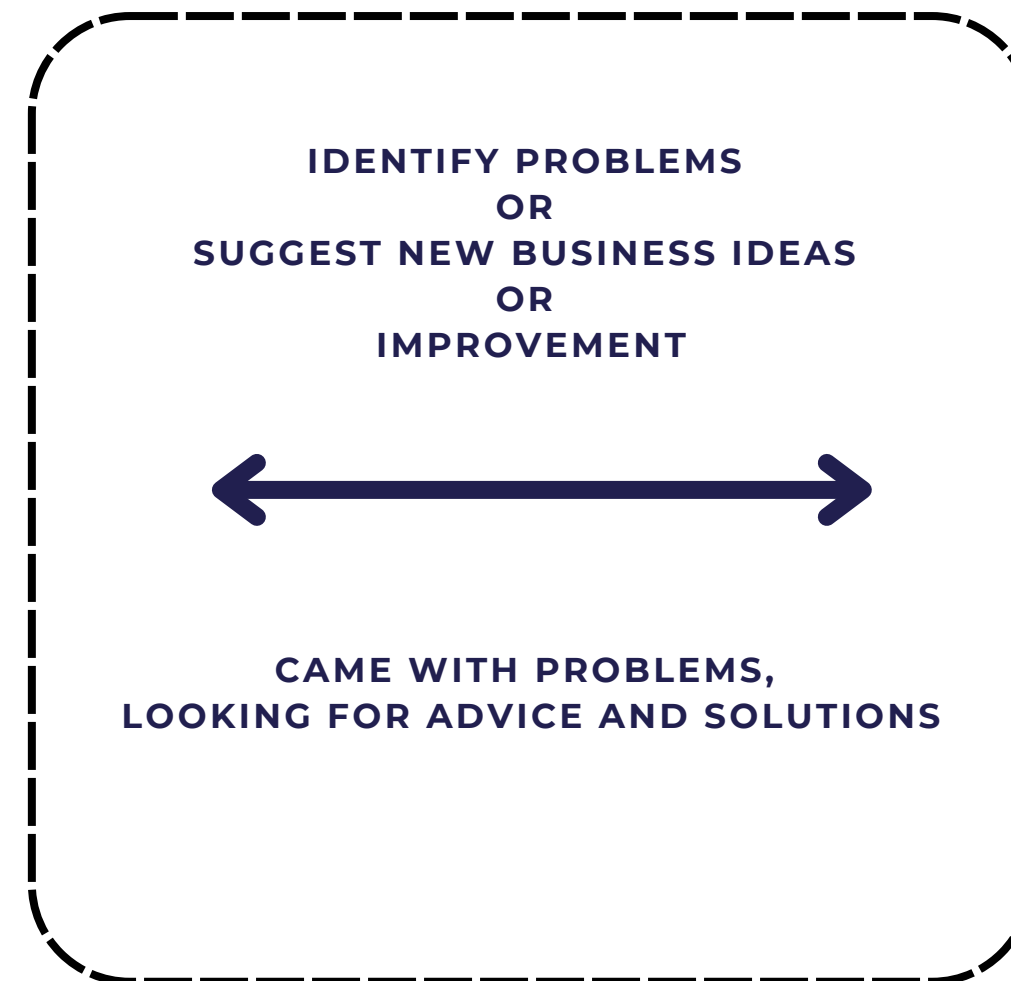 IDENTIFY PROBLEMS
OR
SUGGEST NEW BUSINESS IDEAS
OR
IMPROVEMENT
CAME WITH PROBLEMS,
LOOKING FOR ADVICE AND SOLUTIONS